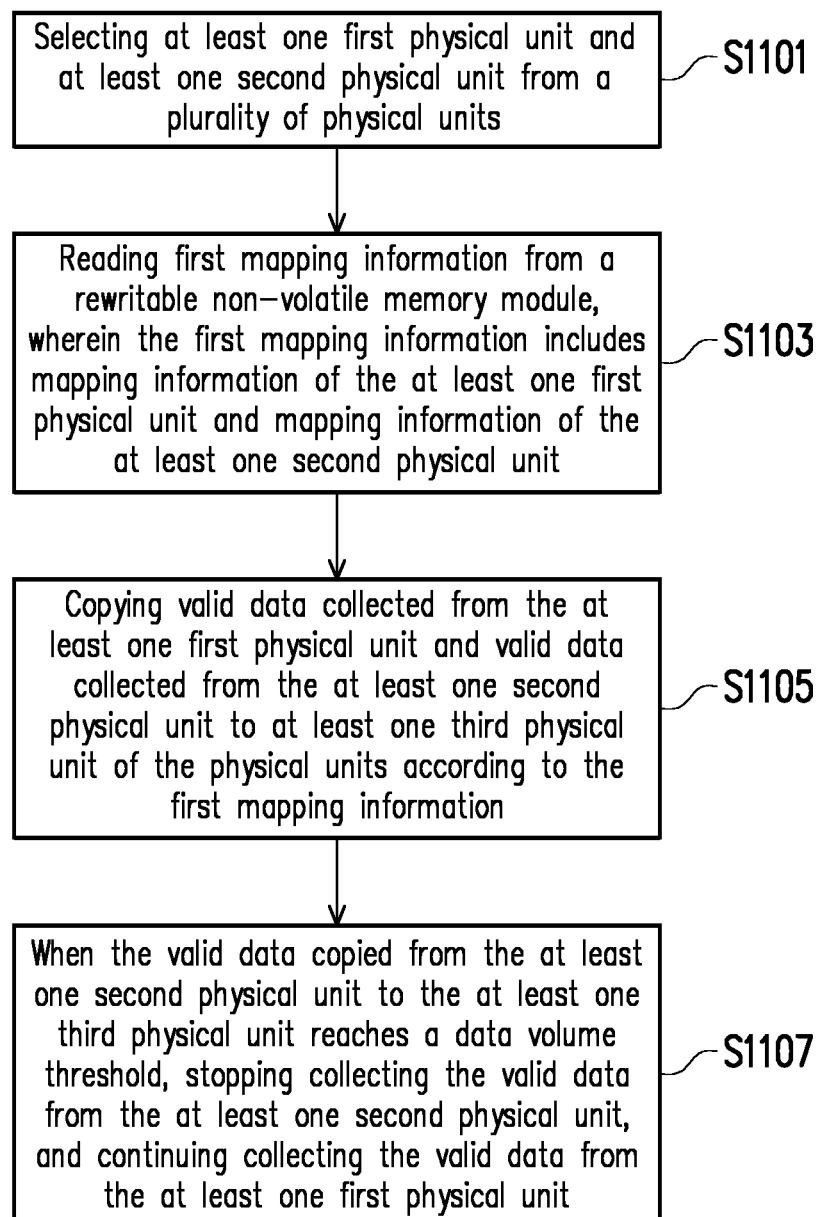 Selecting at least one first physical unit and
at least one second physical unit from a
plurality of physical units
S1101
Reading first mapping information from a
rewritable non-volatile memory module,
wherein the first mapping information includes
mapping information of the at least one first
physical unit and mapping information of the
at least one second physical unit
S1103
Copying valid data collected from the at
least one first physical unit and valid data
collected from the at least one second
physical unit to at least one third physical
unit of the physical units according to the
first mapping information
S1105
When the valid data copied from the at least
one second physical unit to the at least one
third physical unit reaches a data volume
threshold, stopping collecting the valid data
from the at least one second physical unit,
and continuing collecting the valid data from
the at least one first physical unit
S1107